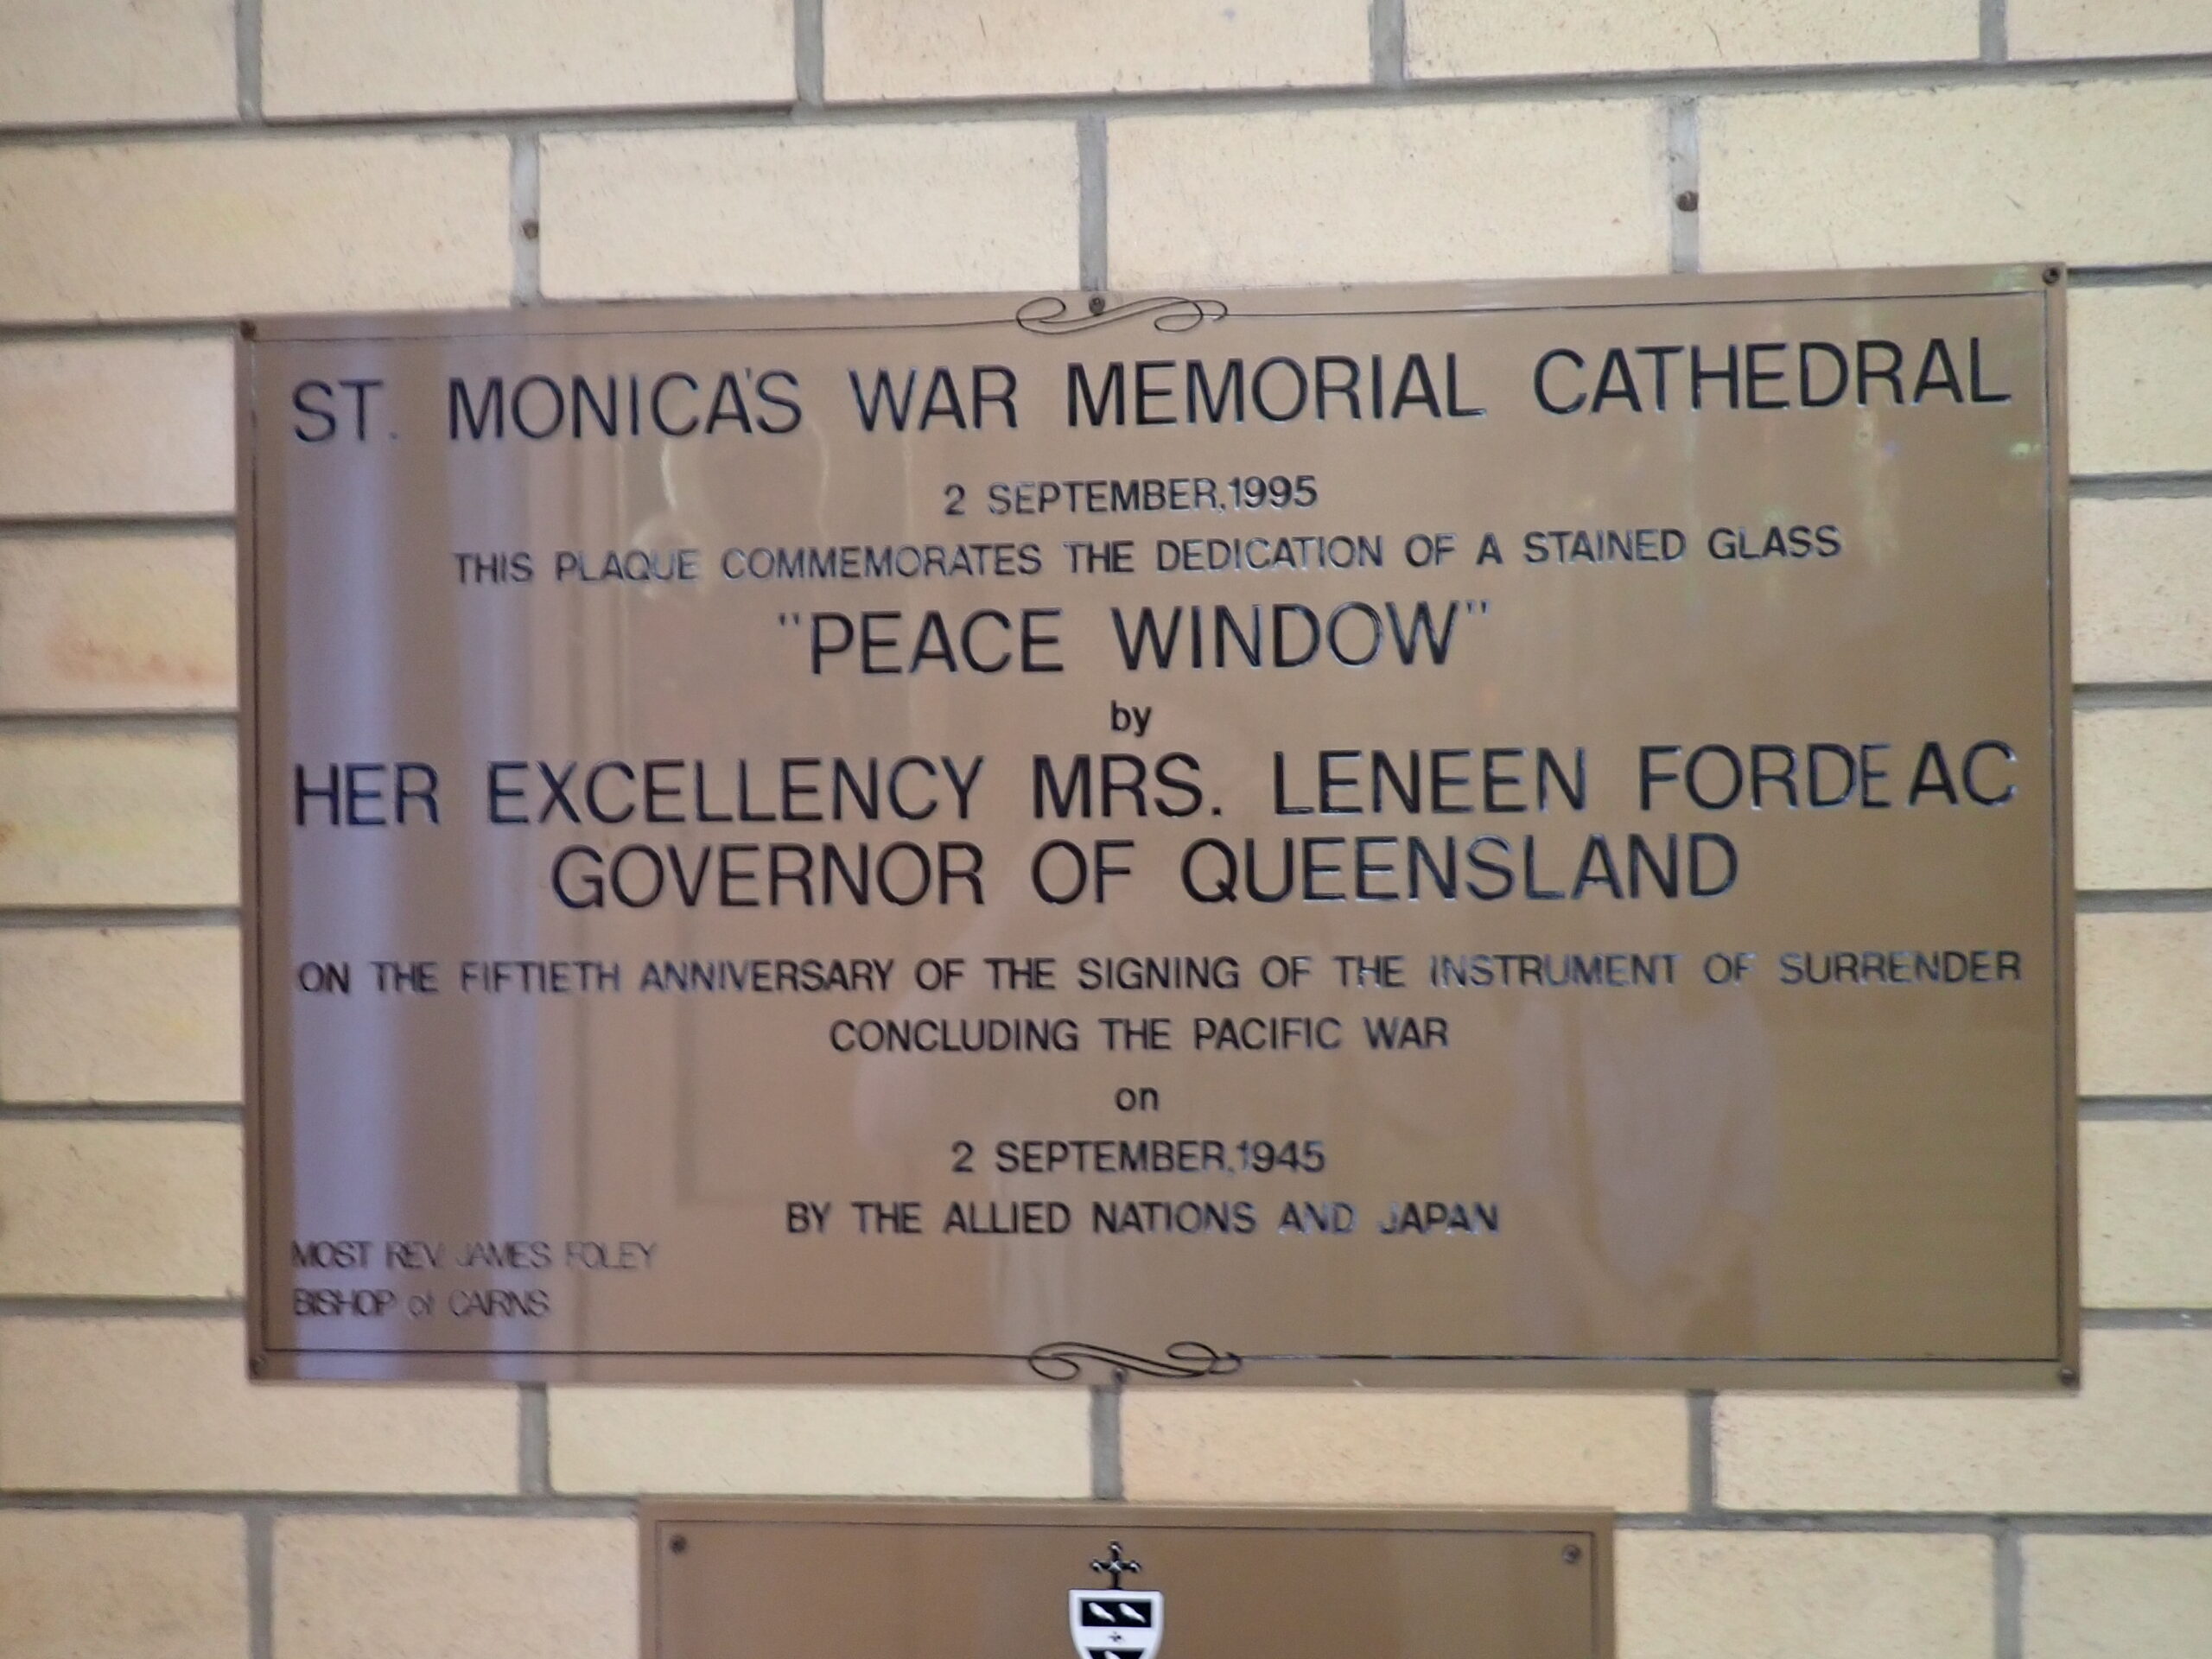 ST. MONICA'S WAR MEMORIAL CATHEDRAL
2 SEPTEMBER, 1995
THIS PLAQUE COMMEMORATES THE DEDICATION OF A STAINED GLASS
"PEACE WINDOW"
by
HER EXCELLENCY MRS. LENEEN FORDE AC
GOVERNOR OF QUEENSLAND
ON THE FIFTIETH ANNIVERSARY OF THE SIGNING OF THE INSTRUMENT OF SURRENDER
CONCLUDING THE PACIFIC WAR
on
2 SEPTEMBER, 1945
BY THE ALLIED NATIONS AND JAPAN
MOST REV. JAMES FOLEY
BISHOP of CAIRNS